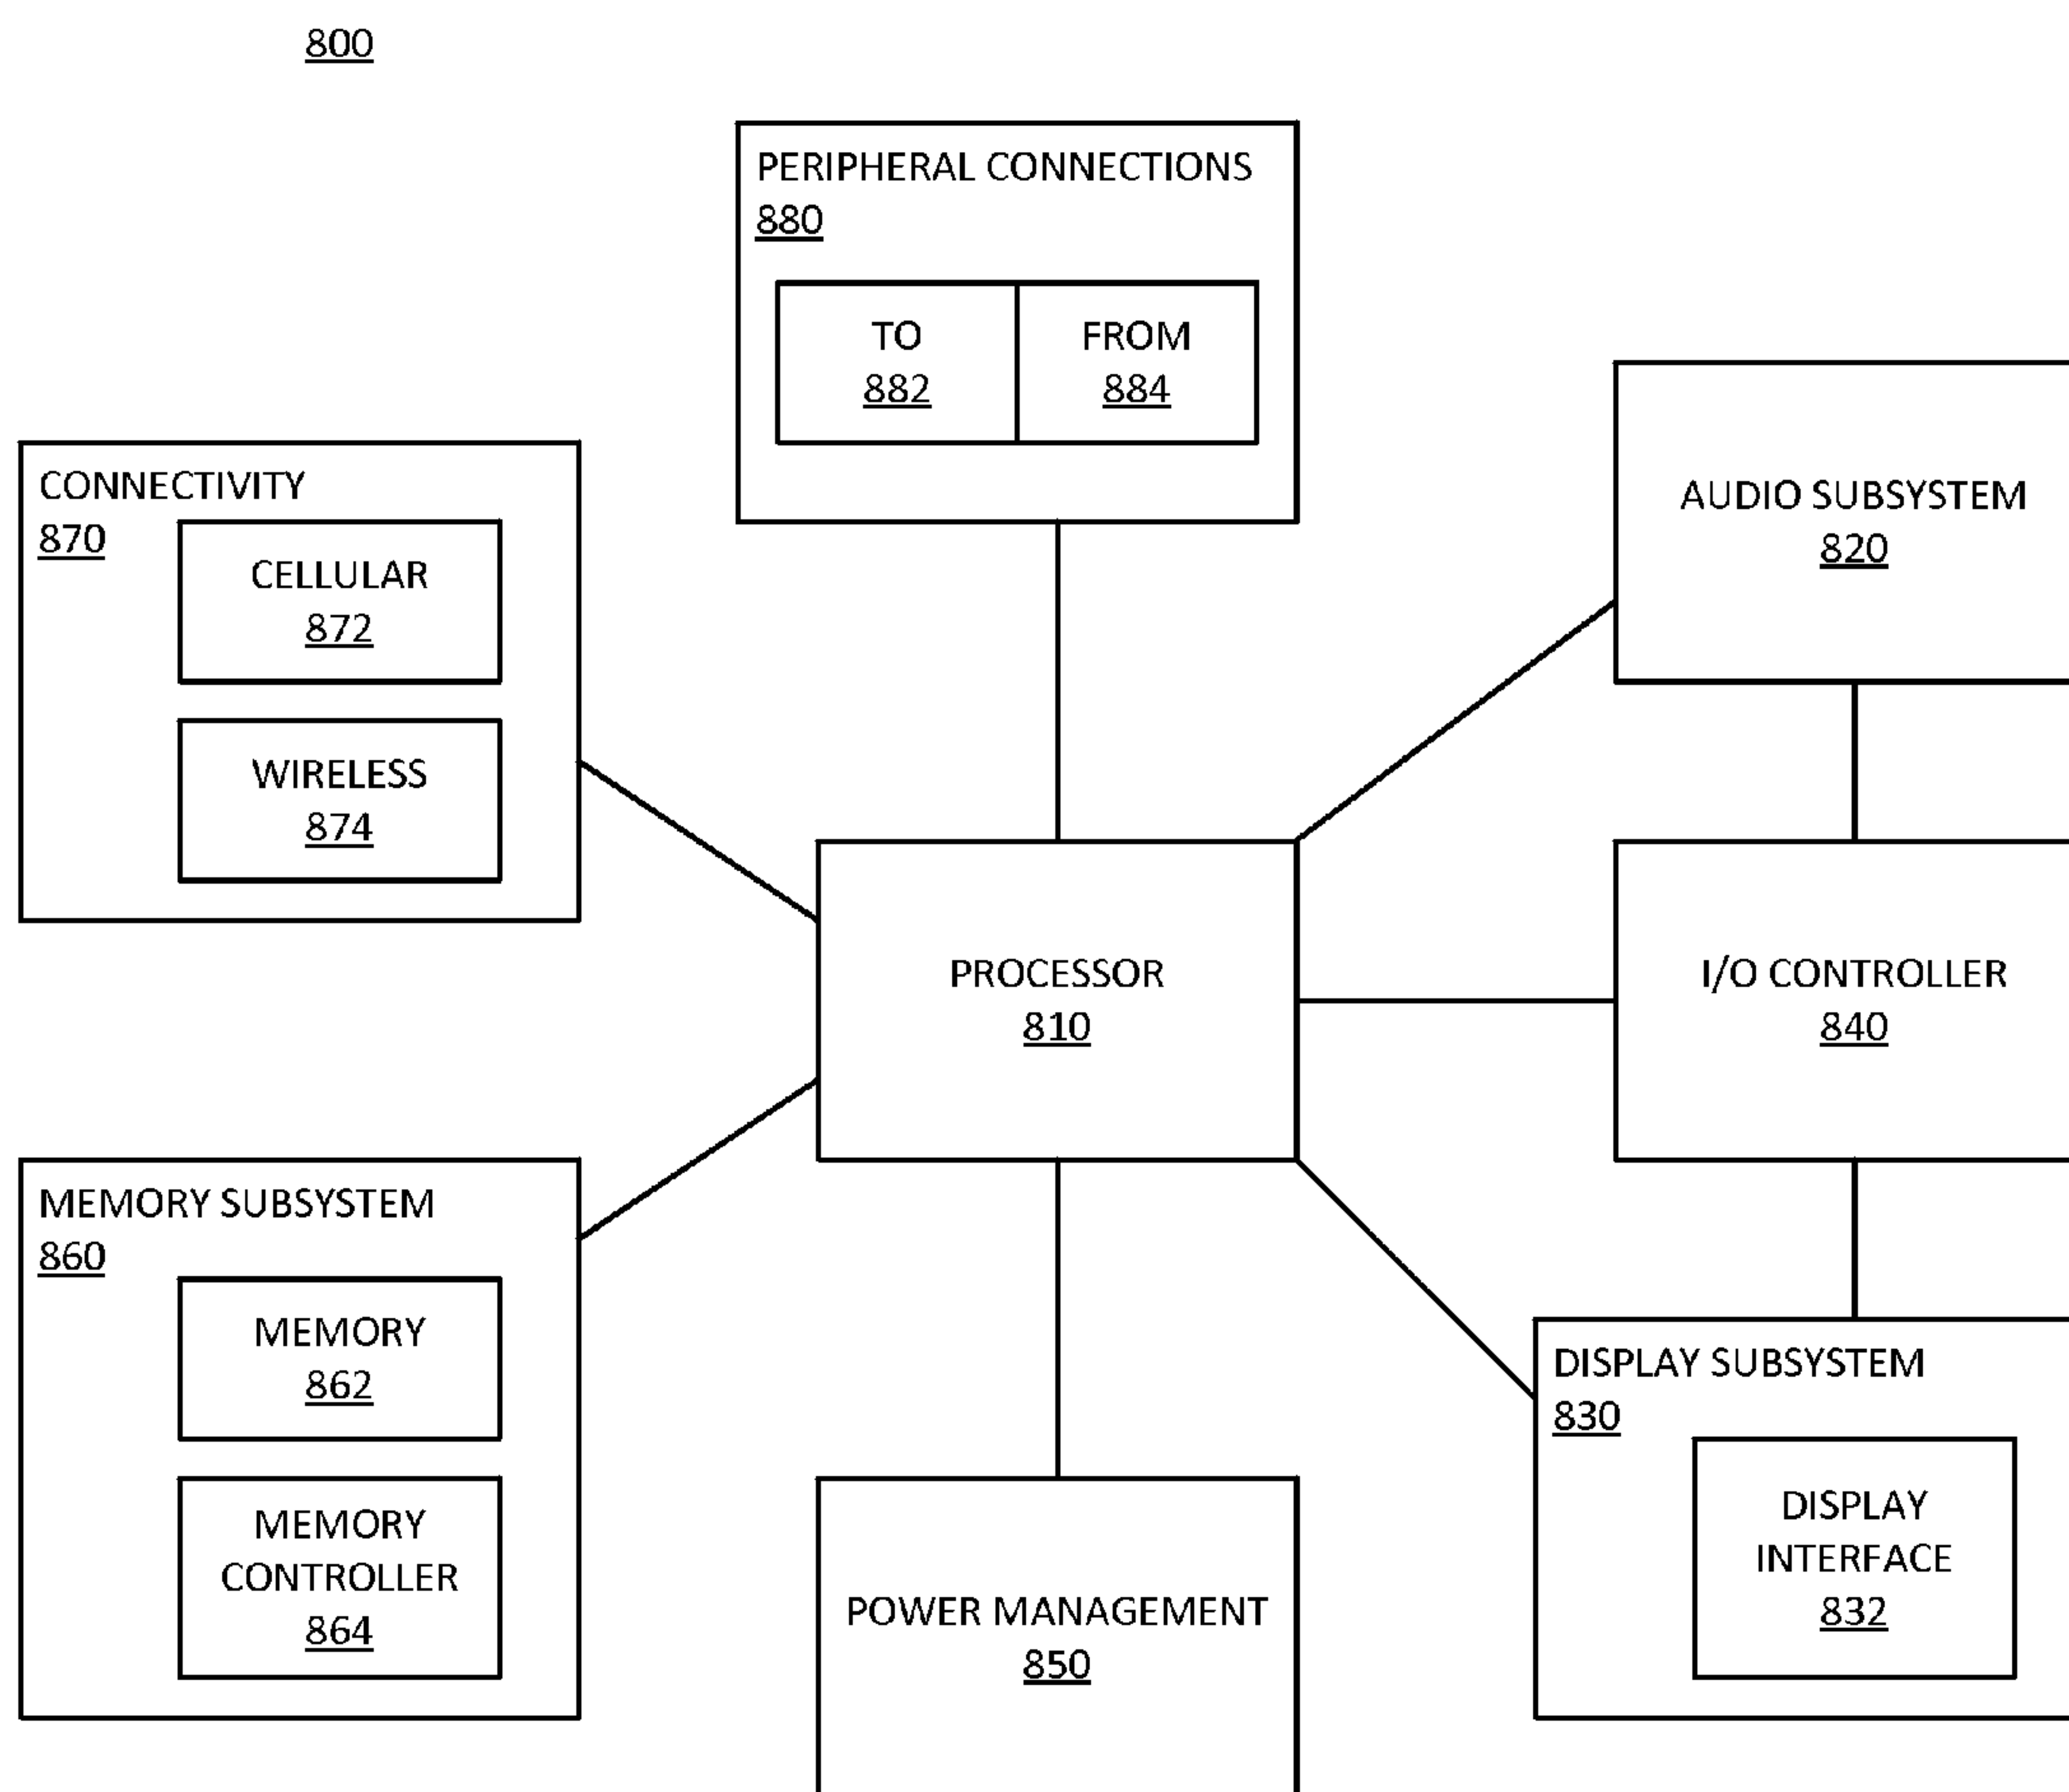 800
PERIPHERAL CONNECTIONS
880
TO
882
FROM
884
CONNECTIVITY
870
CELLULAR
872
WIRELESS
874
AUDIO SUBSYSTEM
820
PROCESSOR
810
I/O CONTROLLER
840
MEMORY SUBSYSTEM
860
MEMORY
862
MEMORY
CONTROLLER
864
POWER MANAGEMENT
850
DISPLAY SUBSYSTEM
830
DISPLAY
INTERFACE
832